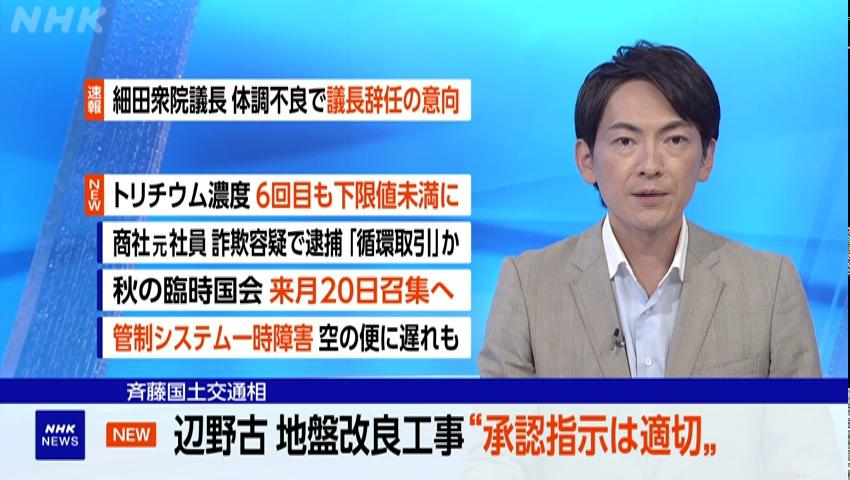 NHK
速報 細田衆院議長 体調不良で議長辞任の意向
NEW トリチウム濃度 6回目も下限値未満に
商社元社員 詐欺容疑で逮捕「循環取引」か
秋の臨時国会 来月20日召集へ
管制システム一時障害 空の便に遅れも
斉藤国土交通相
NHK NEWS NEW 辺野古 地盤改良工事“承認指示は適切„